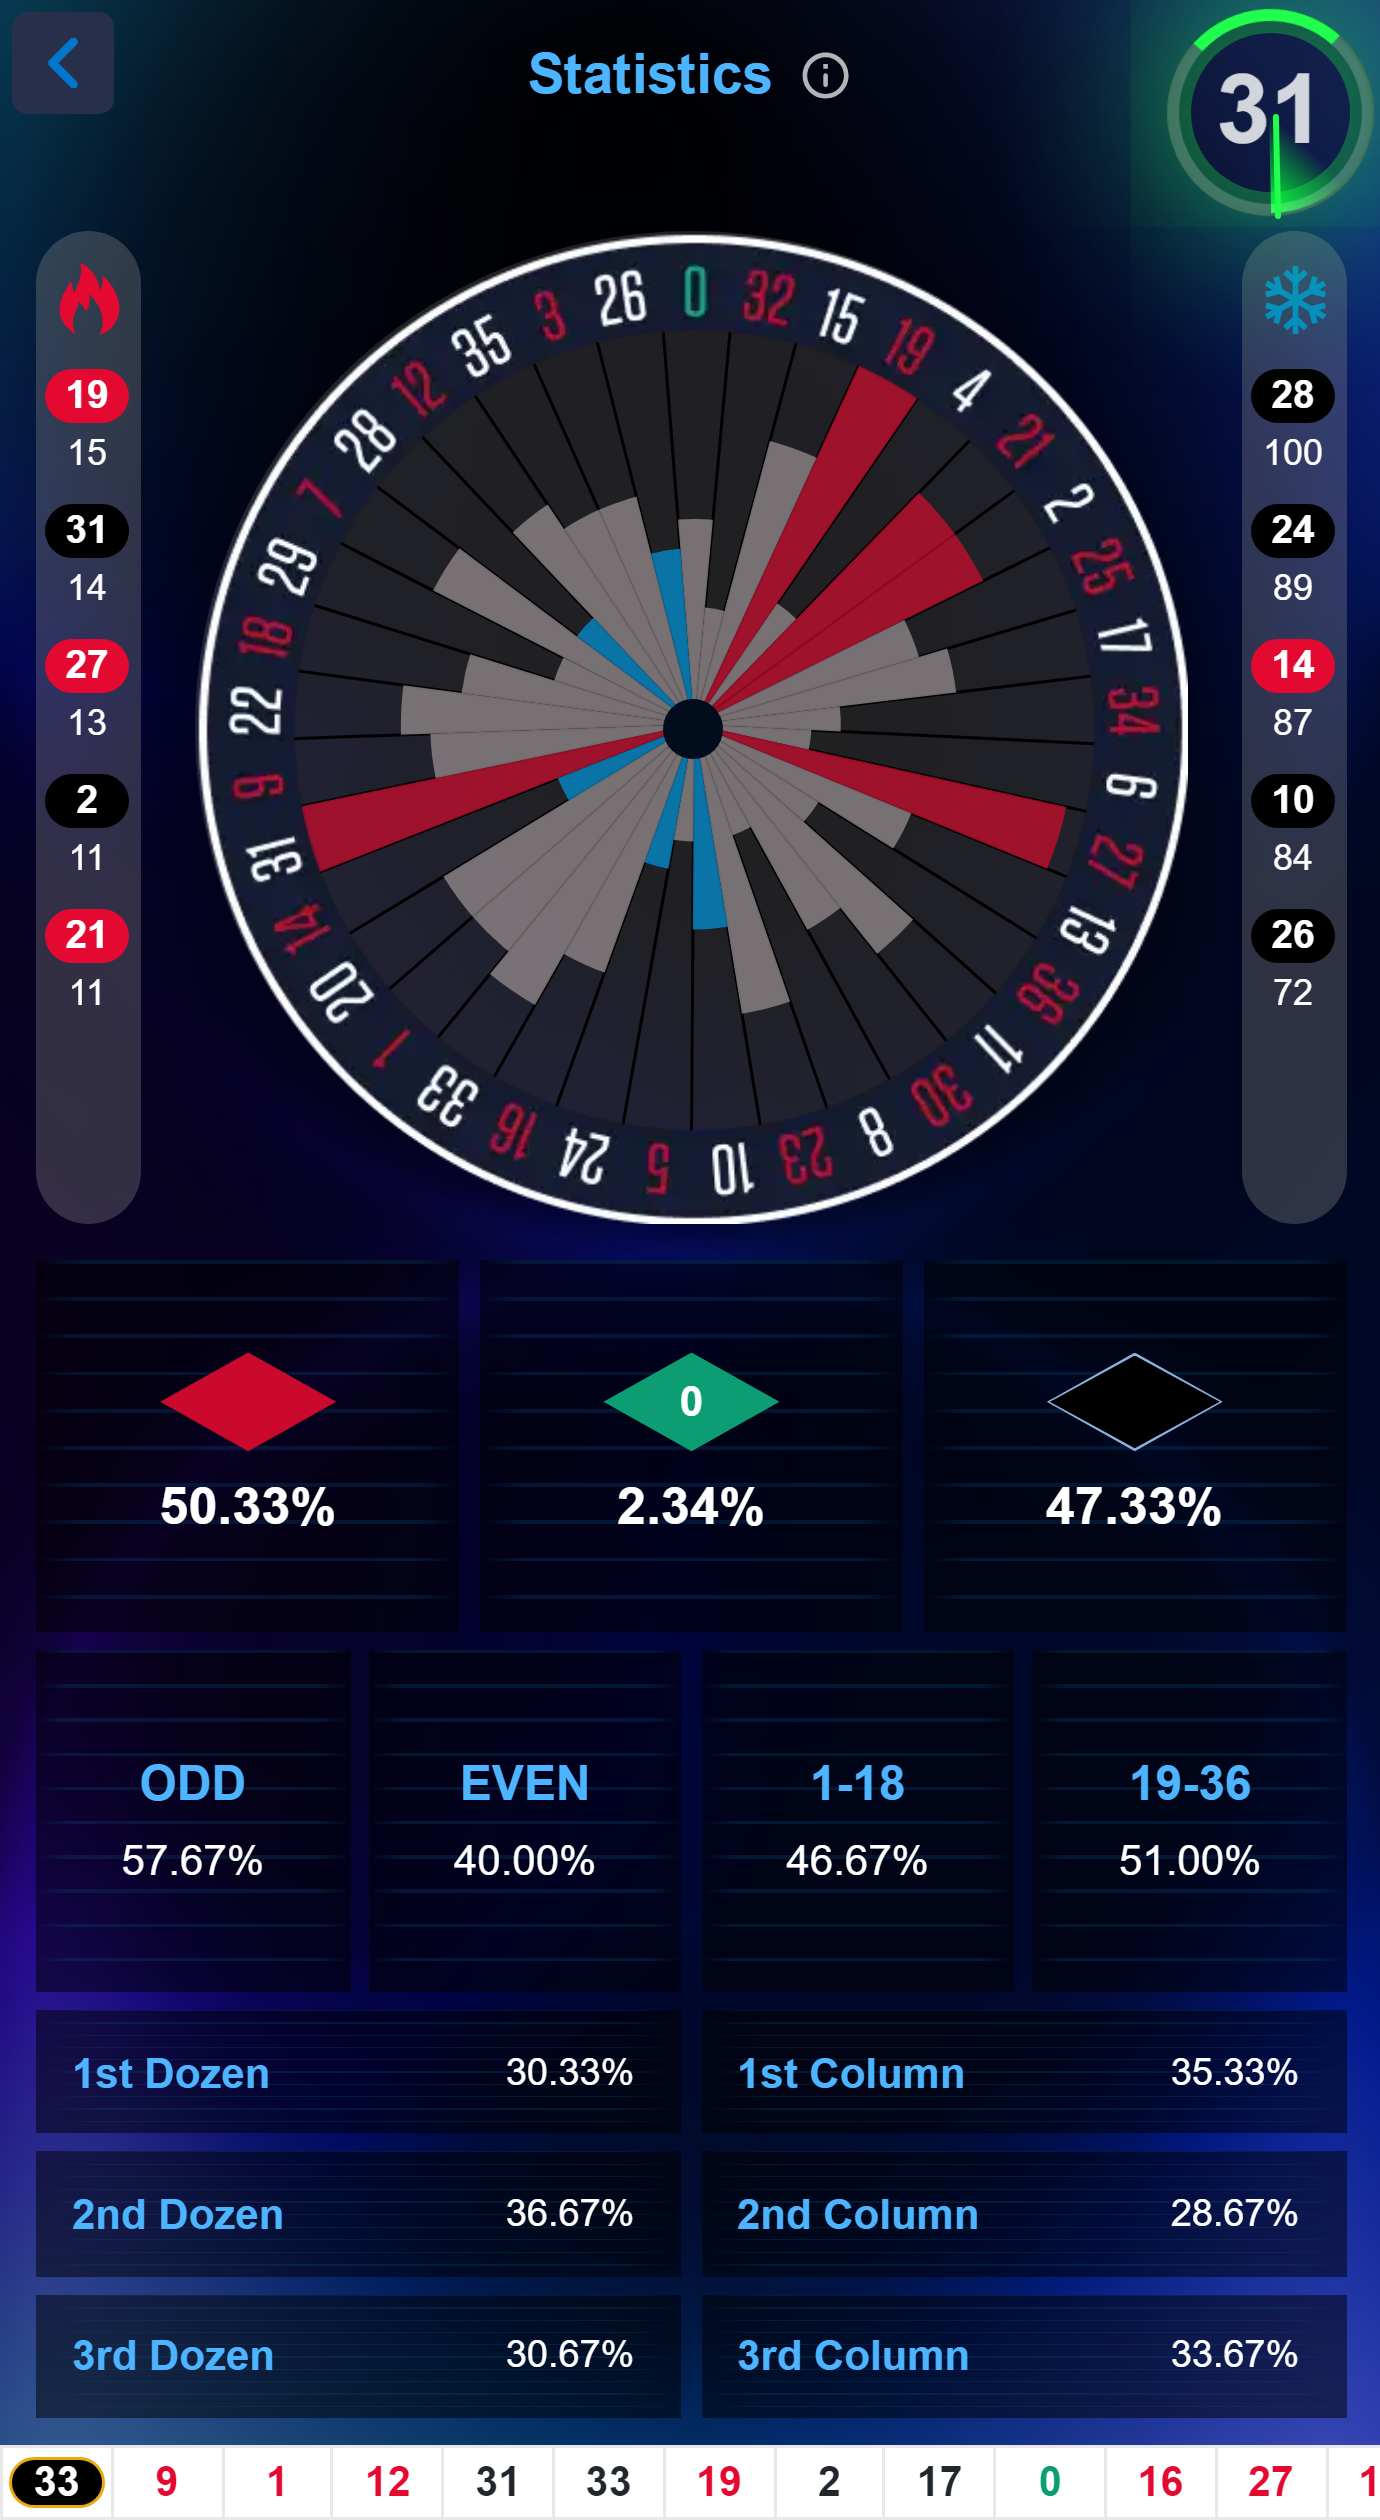 Statistics
31
19
15
31
14
27
13
2
11
21
11
0 32 15 19 4 21 2 25 17 34 6 27 13 36 11 30 8 23 10 5 24 16 33 1 20 14 31 9 22 18 29 7 28 12 35 3 26
28
100
24
89
14
87
10
84
26
72
0
50.33% 2.34% 47.33%
ODD EVEN 1-18 19-36
57.67% 40.00% 46.67% 51.00%
1st Dozen 30.33% 1st Column 35.33%
2nd Dozen 36.67% 2nd Column 28.67%
3rd Dozen 30.67% 3rd Column 33.67%
33 9 1 12 31 33 19 2 17 0 16 27